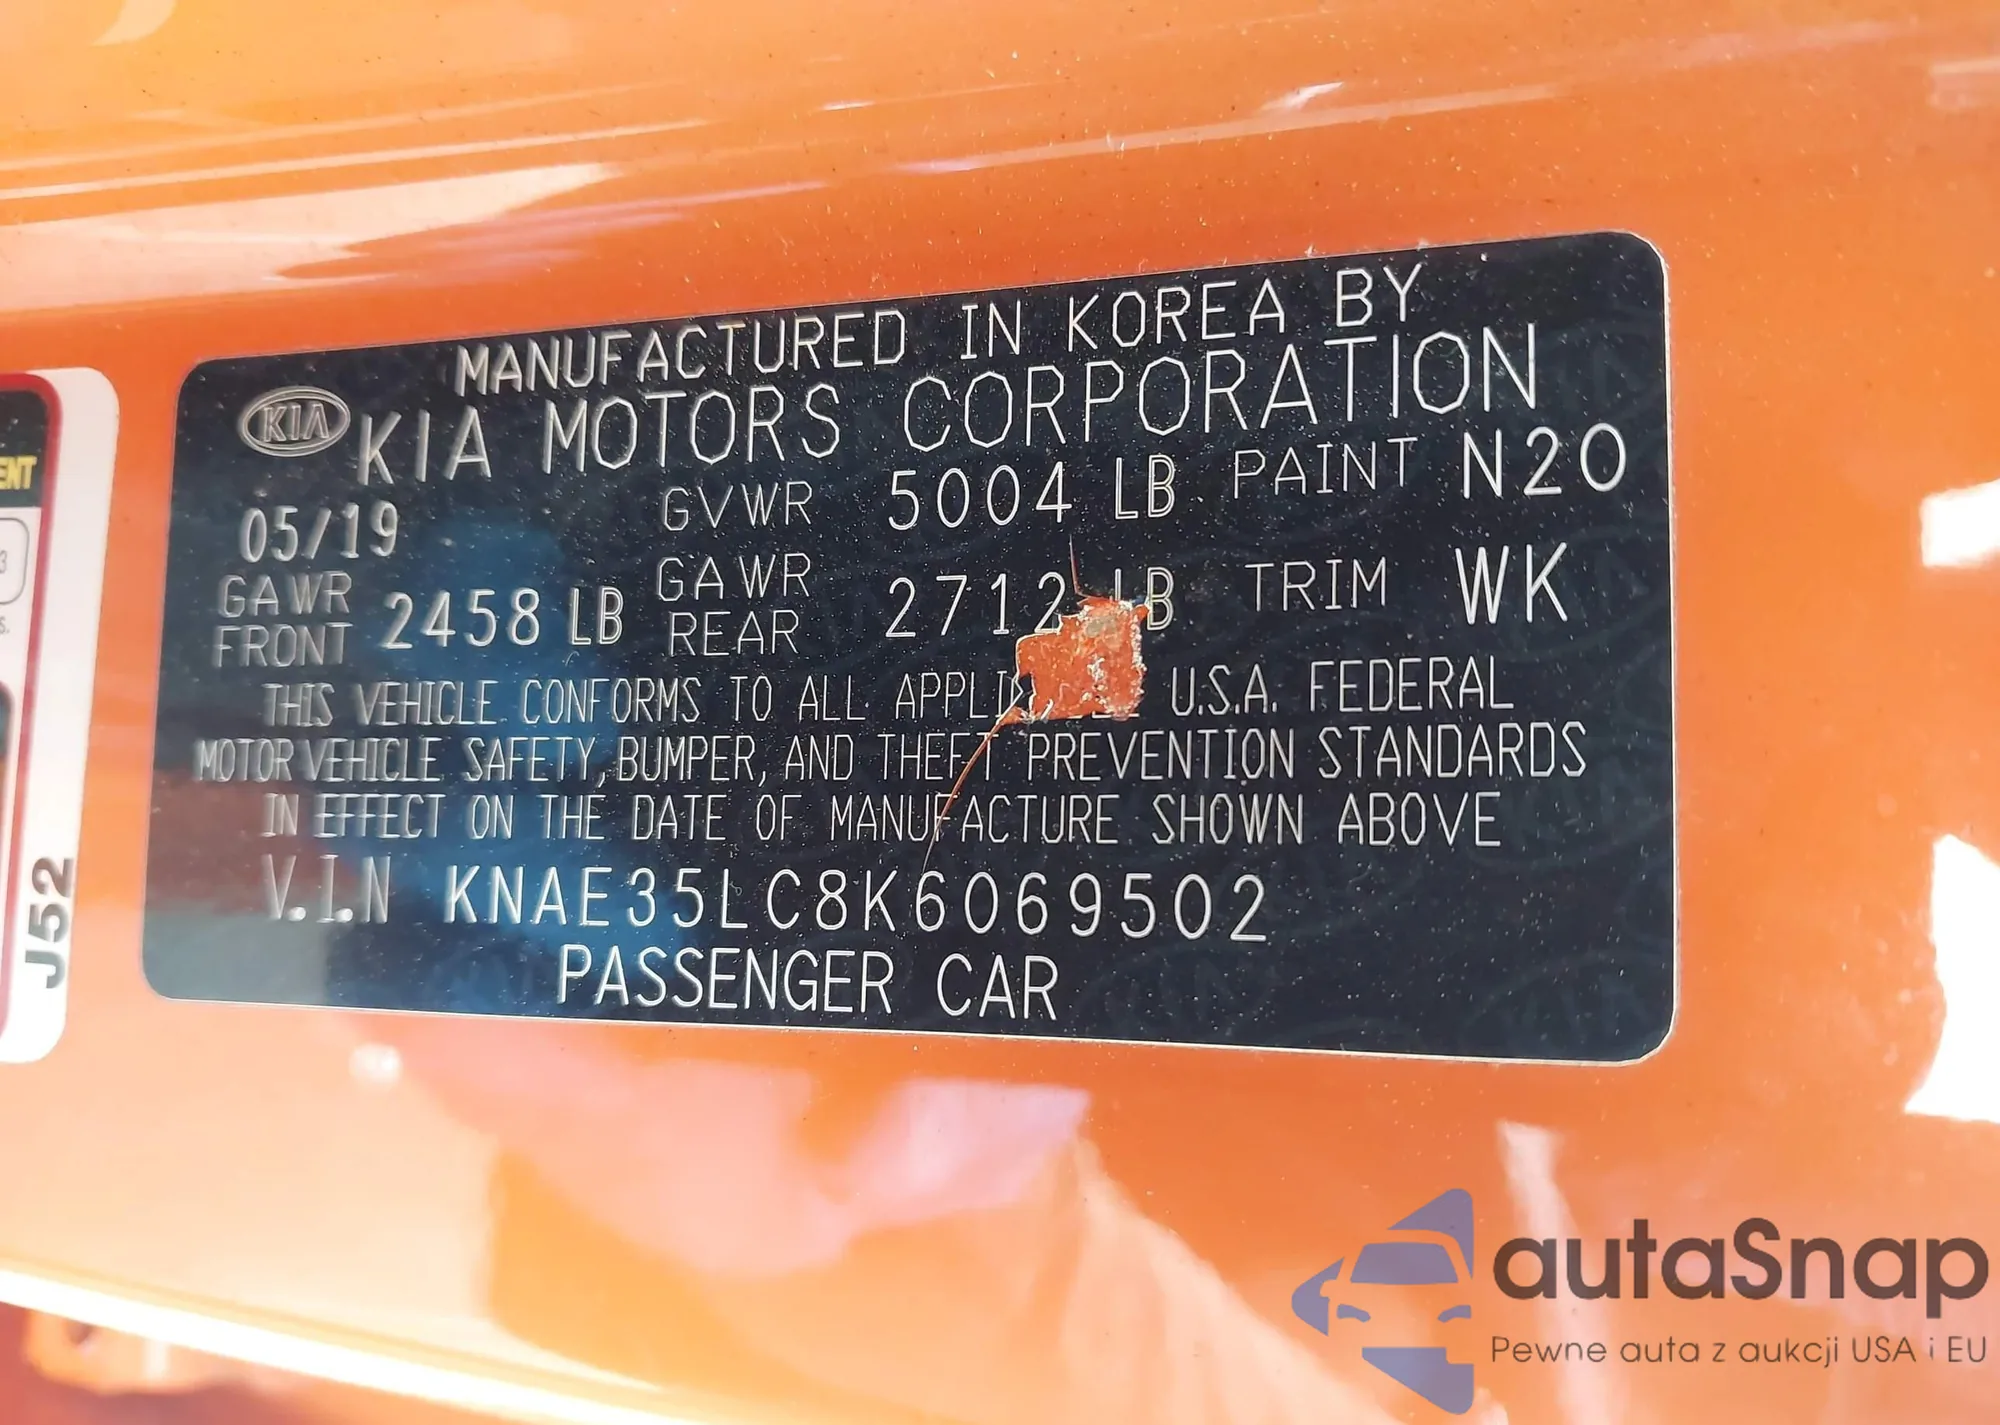 MANUFACTURED IN KOREA BY
KIA KIA MOTORS CORPORATION
05/19 GVWR 5004 LB PAINT N20
GAWR FRONT 2458 LB GAWR REAR 2712 LB TRIM WK
THIS VEHICLE CONFORMS TO ALL U.S.A. FEDERAL
MOTOR VEHICLE SAFETY, BUMPER, AND THEFT PREVENTION STANDARDS
IN EFFECT ON THE DATE OF MANUFACTURE SHOWN ABOVE
V.I.N KNAE35LC8K6069502
PASSENGER CAR
J52
autaSnap
Pewne auta z aukcji USA i EU